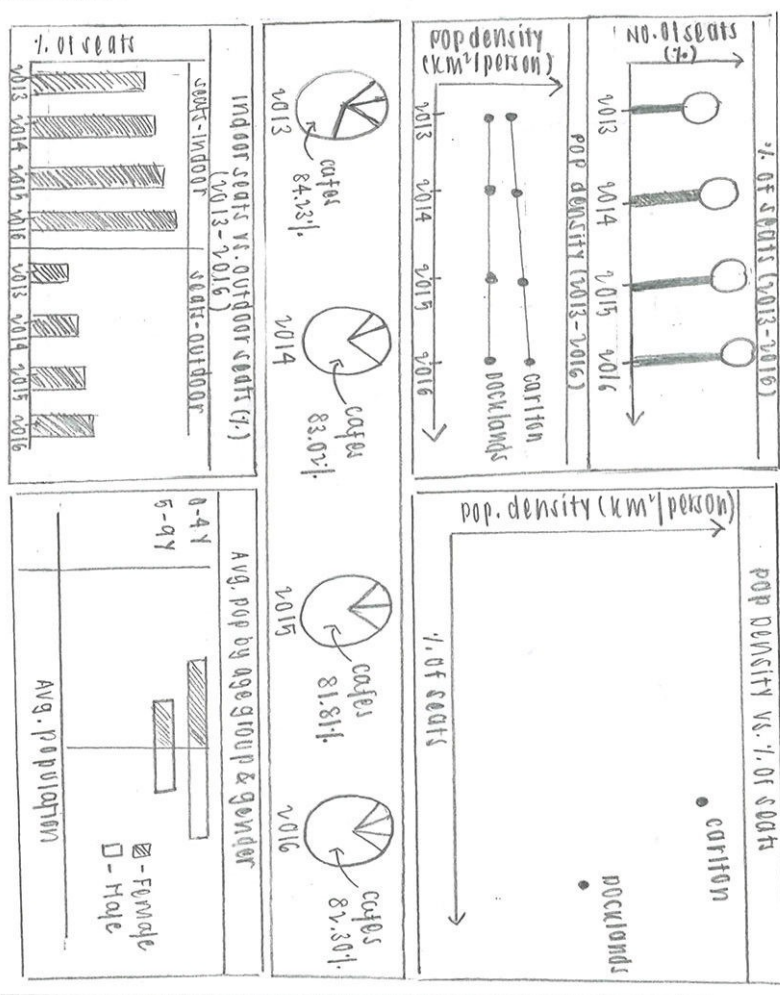 % of seats (2013-2016)
No. of seats
(%)
2013
2014
2015
2016
pop density (2013-2016)
pop density
(km²/person)
2013
2014
2015
2016
carlton
Docklands
pop density vs. % of seats
pop. density (km²/person)
carlton
Docklands
% of seats
cafes
84.23%
2013
cafes
83.02%
2014
cafes
81.81%
2015
cafes
82.30%
2016
Indoor seats vs. outdoor seats (%)
(2013-2016)
% of seats
seats-indoor
seats-outdoor
2013
2014
2015
2016
2013
2014
2015
2016
Avg. pop by age group & gender
0-4 Y
5-9 Y
- Female
- Male
Avg. population